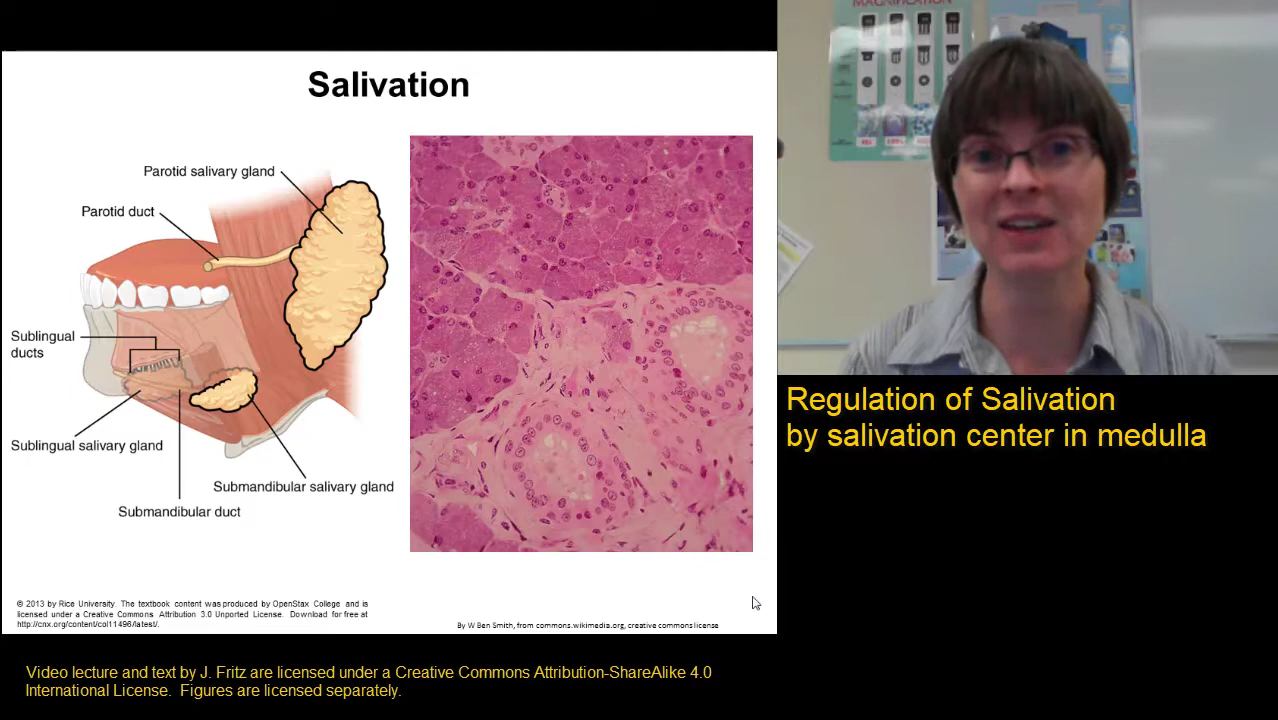 MAGNIFICATION
Salivation
Parotid salivary gland
Parotid duct
Sublingual
ducts
Sublingual salivary gland
Submandibular salivary gland
Submandibular duct
© 2013 by Rice University. The textbook content was produced by OpenStax College and is
licensed under a Creative Commons Attribution 3.0 Unported License. Download for free at
http://cnx.org/content/col11496/latest/.
By W Ben Smith, from commons.wikimedia.org, creative commons license
Regulation of Salivation
by salivation center in medulla
Video lecture and text by J. Fritz are licensed under a Creative Commons Attribution-ShareAlike 4.0
International License. Figures are licensed separately.